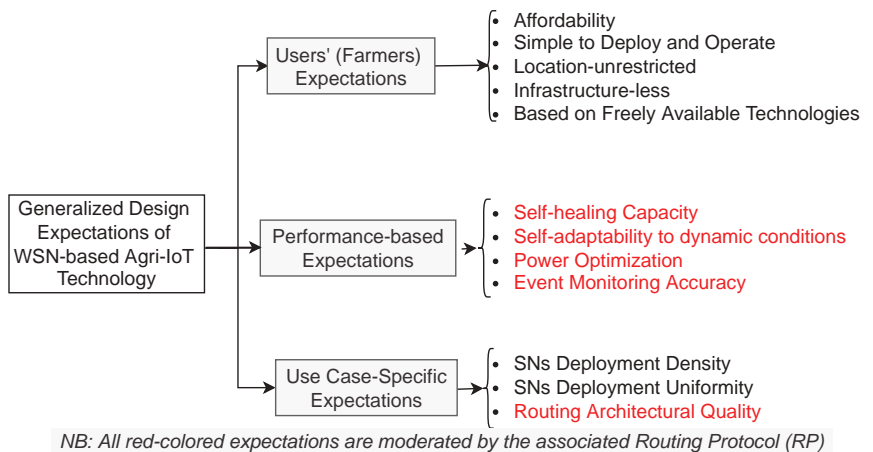 Generalized Design
Expectations of
WSN-based Agri-IoT
Technology
Users' (Farmers)
Expectations
• Affordability
• Simple to Deploy and Operate
• Location-unrestricted
• Infrastructure-less
• Based on Freely Available Technologies
Performance-based
Expectations
• Self-healing Capacity
• Self-adaptability to dynamic conditions
• Power Optimization
• Event Monitoring Accuracy
Use Case-Specific
Expectations
• SNs Deployment Density
• SNs Deployment Uniformity
• Routing Architectural Quality
NB: All red-colored expectations are moderated by the associated Routing Protocol (RP)